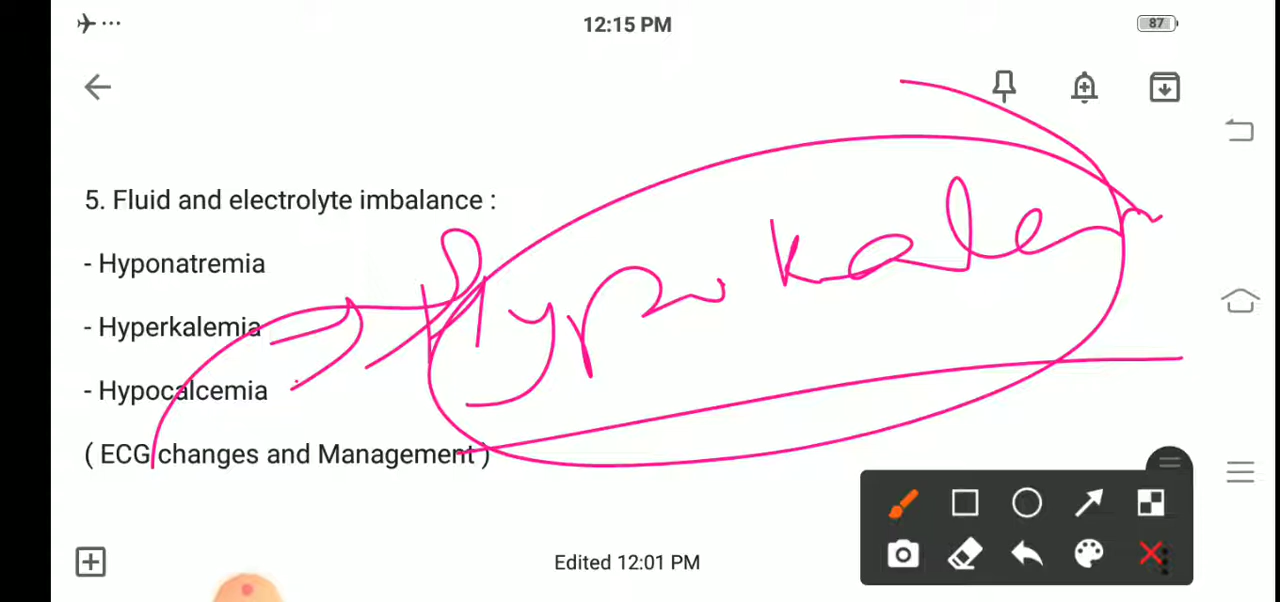 12:15 PM
87
5. Fluid and electrolyte imbalance :
- Hyponatremia
- Hyperkalemia
- Hypocalcemia
( ECG changes and Management )
Edited 12:01 PM